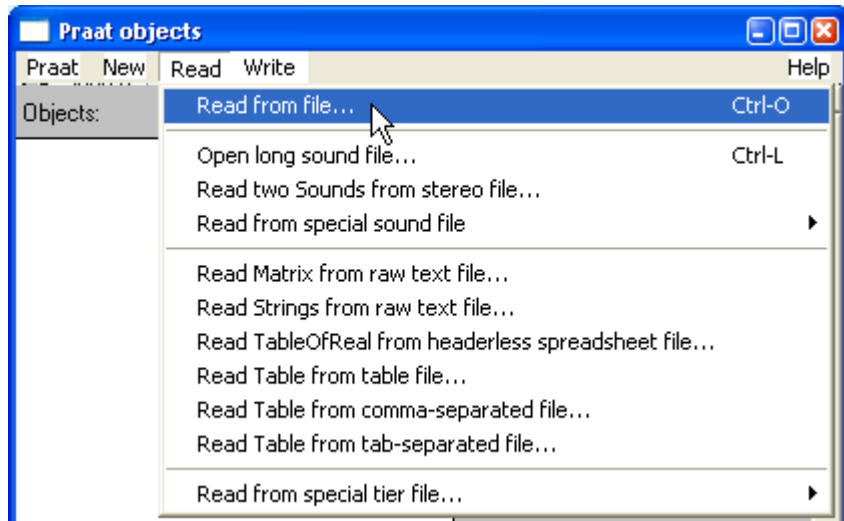 Praat objects
Praat New Read Write Help
Objects:
Read from file... Ctrl-O
Open long sound file... Ctrl-L
Read two Sounds from stereo file...
Read from special sound file
Read Matrix from raw text file...
Read Strings from raw text file...
Read TableOfReal from headerless spreadsheet file...
Read Table from table file...
Read Table from comma-separated file...
Read Table from tab-separated file...
Read from special tier file...